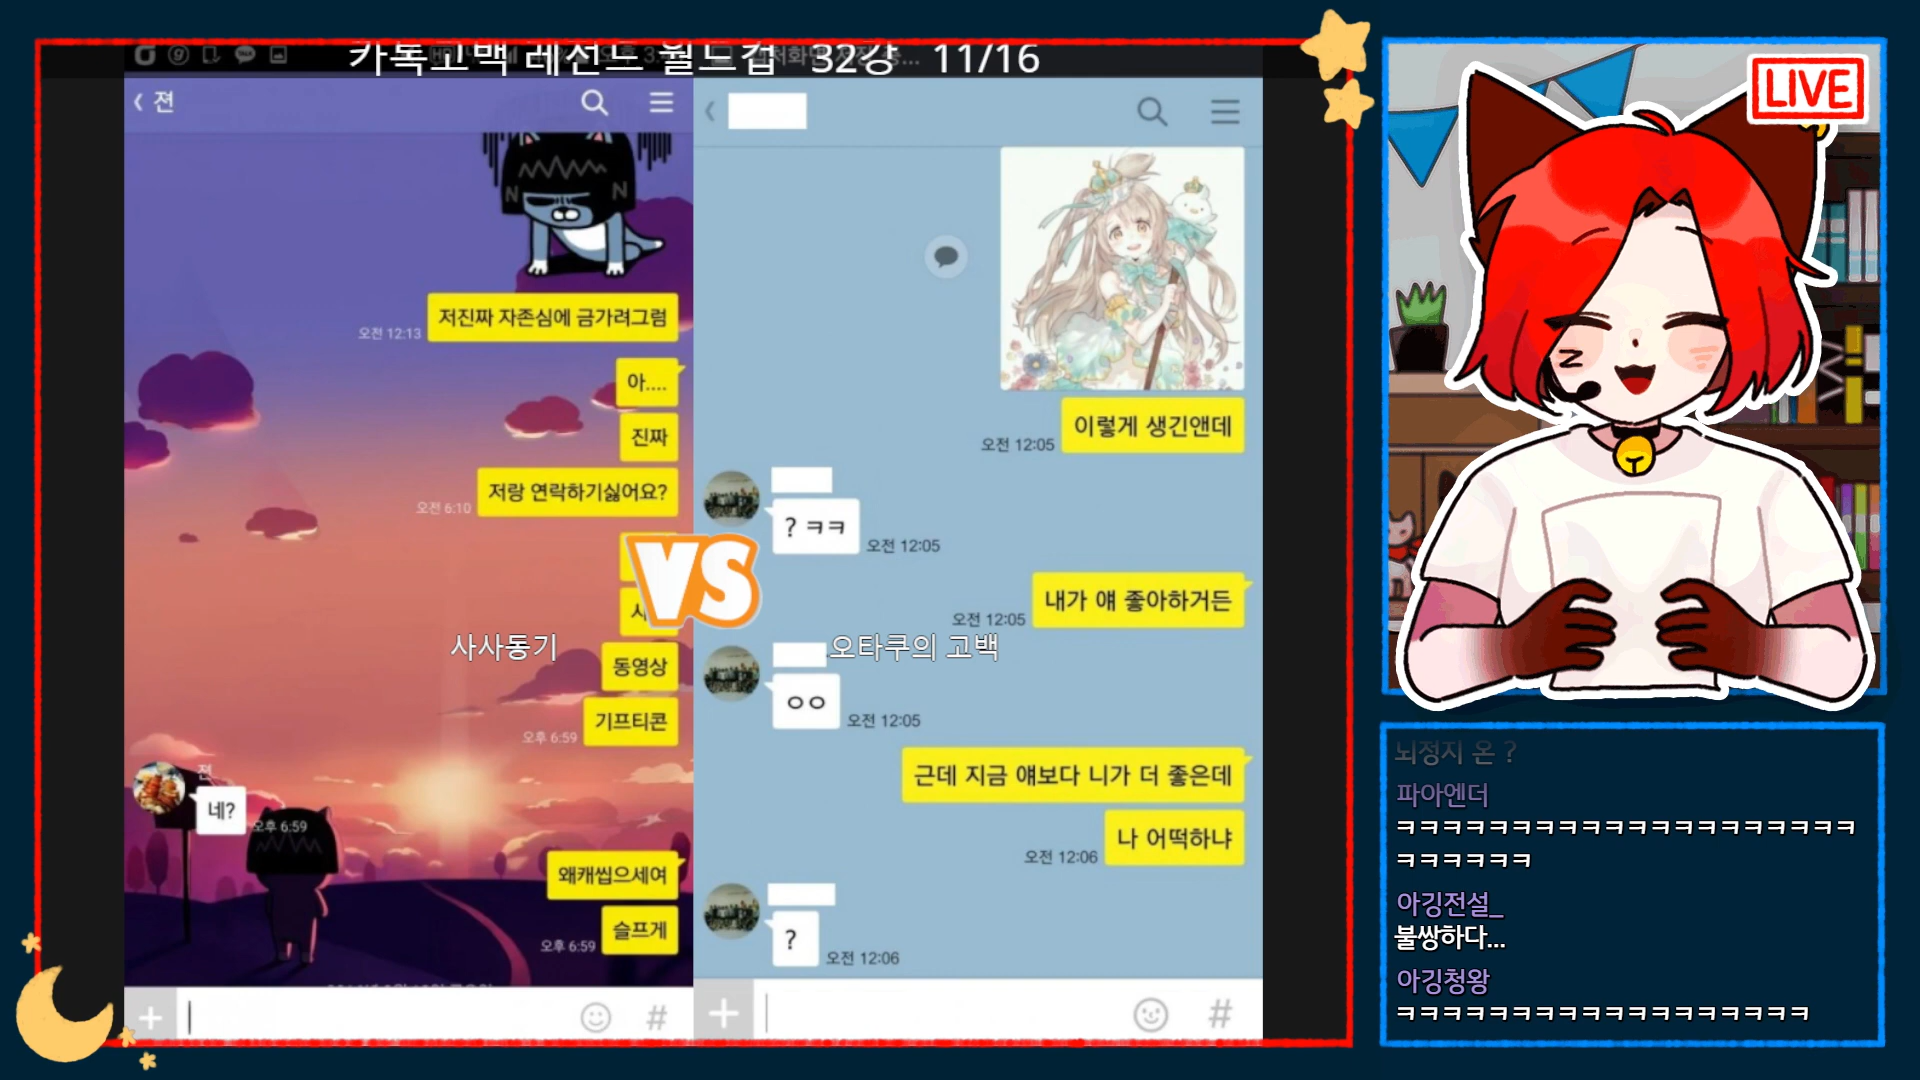 카톡고백 레전드 월드컵 32강 11/16
LIVE
젼
저진짜 자존심에 금가려그럼
오전 12:13
아....
진짜
저랑 연락하기싫어요?
오전 6:10
동영상
기프티콘
오후 6:59
젼
네?
오후 6:59
왜캐씹으세여
슬프게
오후 6:59
사사동기
VS
이렇게 생긴앤데
오전 12:05
? ㅋㅋ
오전 12:05
내가 얘 좋아하거든
오전 12:05
오타쿠의 고백
ㅇㅇ
오전 12:05
근데 지금 얘보다 니가 더 좋은데
나 어떡하냐
오전 12:06
?
오전 12:06
뇌정지 온 ?
파아엔더
ㅋㅋㅋㅋㅋㅋㅋㅋㅋㅋㅋㅋㅋㅋㅋㅋㅋㅋㅋㅋ
ㅋㅋㅋㅋㅋㅋ
아깅전설_
불쌍하다...
아깅청왕
ㅋㅋㅋㅋㅋㅋㅋㅋㅋㅋㅋㅋㅋㅋㅋㅋㅋㅋ